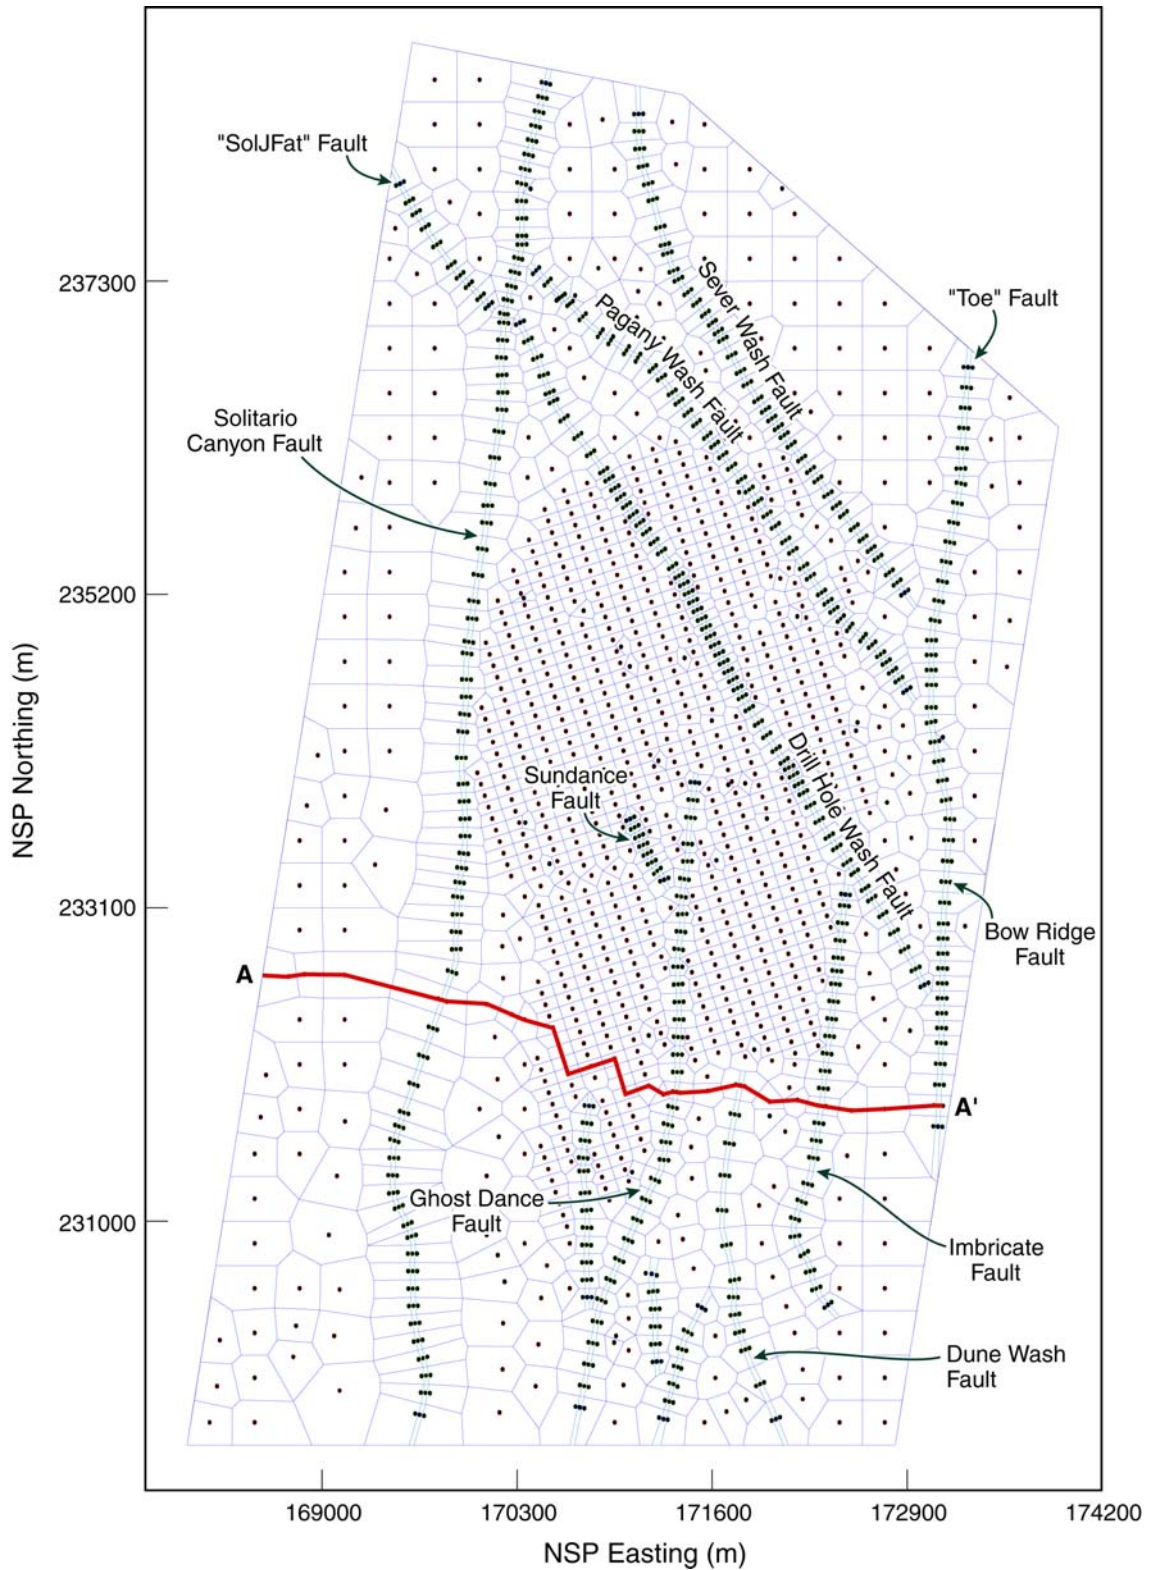 "SolJFat" Fault
237300
Sever Wash Fault
"Toe" Fault
Pagany Wash Fault
Solitario
Canyon Fault
235200
NSP Northing (m)
Drill Hole Wash Fault
Sundance
Fault
233100
Bow Ridge
Fault
A
A'
Ghost Dance
Fault
231000
Imbricate
Fault
Dune Wash
Fault
169000
170300
171600
172900
174200
NSP Easting (m)